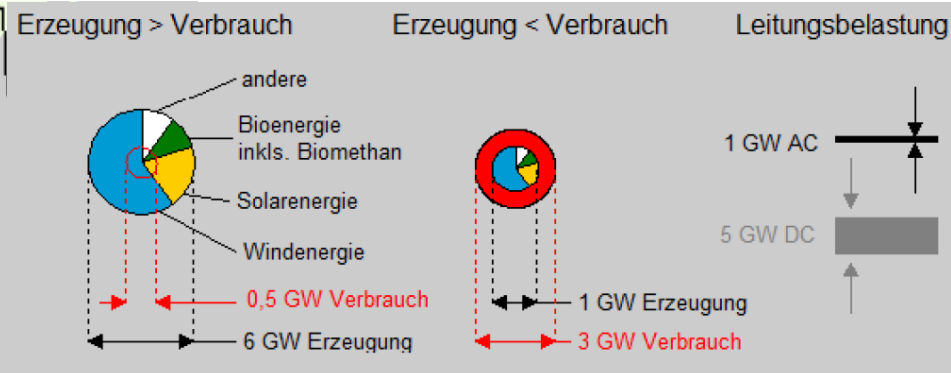 Erzeugung > Verbrauch
Erzeugung < Verbrauch
Leitungsbelastung
andere
Bioenergie
inkls. Biomethan
Solarenergie
Windenergie
0,5 GW Verbrauch
6 GW Erzeugung
1 GW Erzeugung
3 GW Verbrauch
1 GW AC
5 GW DC